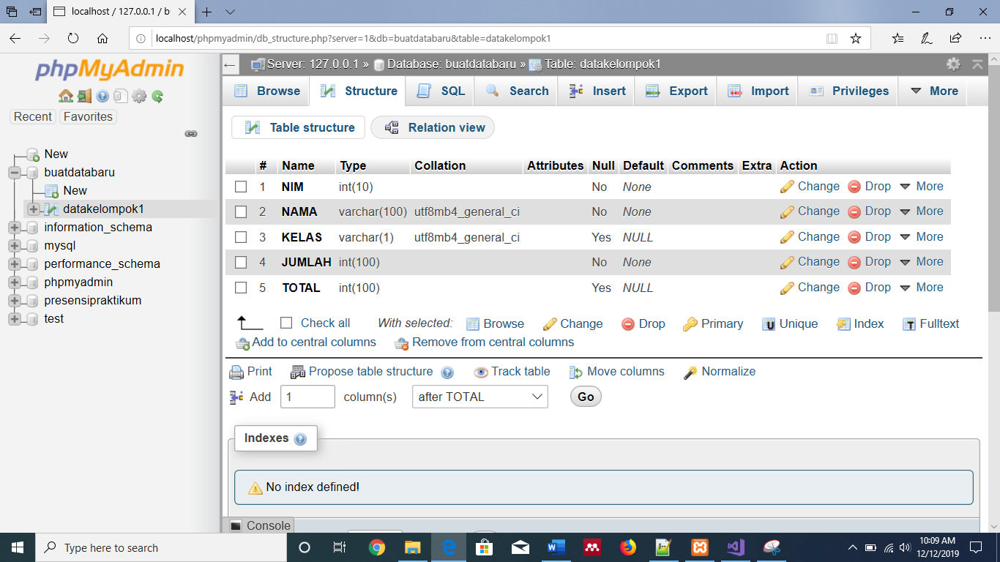 localhost / 127.0.0.1 / b
localhost/phpmyadmin/db_structure.php?server=1&db=buatdatabaru&table=datakelompok1
phpMyAdmin
Recent Favorites
New
buatdatabaru
New
datakelompok1
information_schema
mysql
performance_schema
phpmyadmin
presensipraktikum
test
Server: 127.0.0.1 » Database: buatdatabaru » Table: datakelompok1
Browse Structure SQL Search Insert Export Import Privileges More
Table structure Relation view
# Name Type Collation Attributes Null Default Comments Extra Action
1 NIM int(10) No None Change Drop More
2 NAMA varchar(100) utf8mb4_general_ci No None Change Drop More
3 KELAS varchar(1) utf8mb4_general_ci Yes NULL Change Drop More
4 JUMLAH int(100) No None Change Drop More
5 TOTAL int(100) Yes NULL Change Drop More
Check all With selected: Browse Change Drop Primary Unique Index Fulltext
Add to central columns Remove from central columns
Print Propose table structure Track table Move columns Normalize
Add 1 column(s) after TOTAL Go
Indexes
No index defined!
Console
Type here to search
10:09 AM
12/12/2019